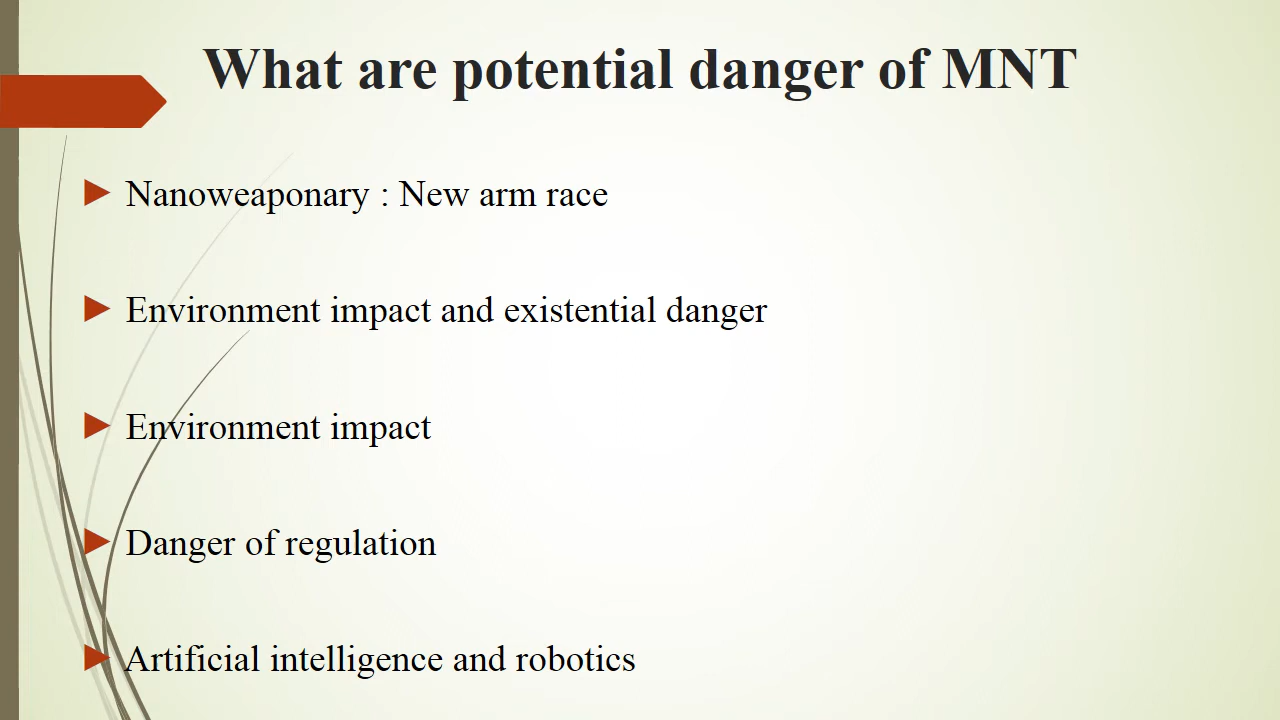 What are potential danger of MNT
Nanoweaponary : New arm race
Environment impact and existential danger
Environment impact
Danger of regulation
Artificial intelligence and robotics